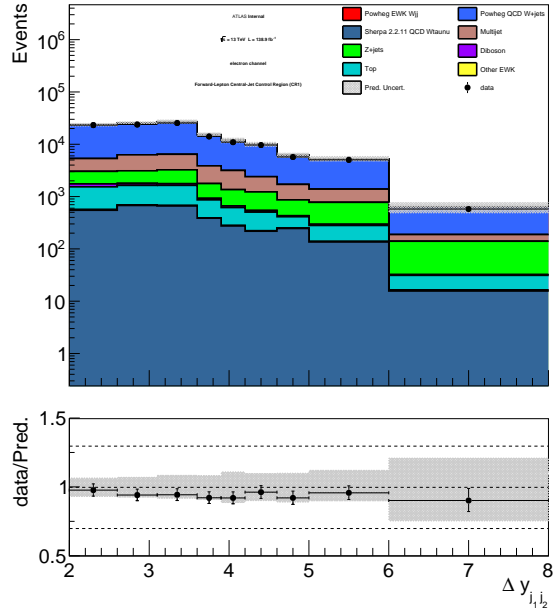 Events
10⁶
10⁵
10⁴
10³
10²
10
1
ATLAS Internal
√s = 13 TeV L = 138.9 fb⁻¹
electron channel
Forward-Lepton Central-Jet Control Region (CR1)
Powheg EWK Wjj
Powheg QCD W+jets
Sherpa 2.2.11 QCD Wtaunu
Multijet
Z+jets
Diboson
Top
Other EWK
Pred. Uncert.
data
data/Pred.
1.5
1
0.5
2 3 4 5 6 7 8
Δ y_{j₁j₂}